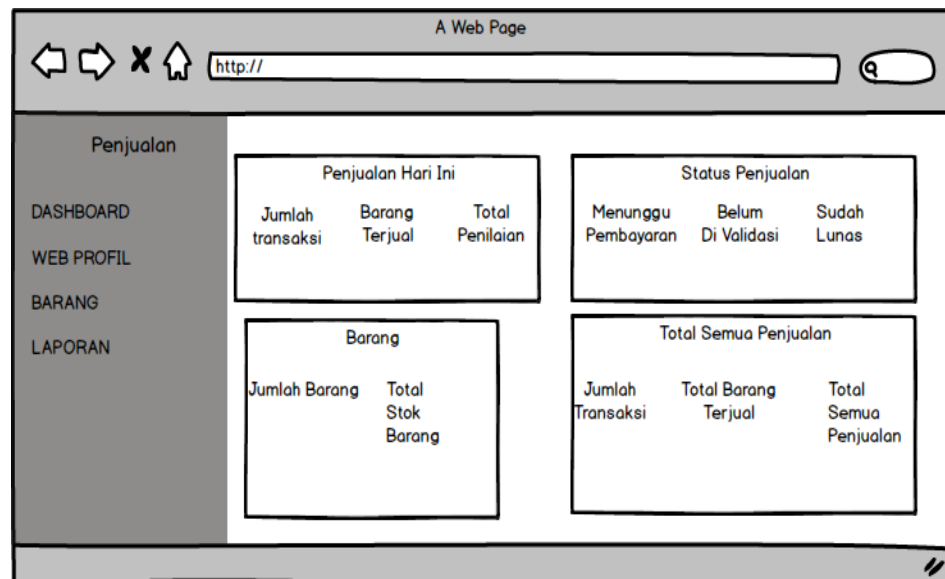 A Web Page
http://
Penjualan
DASHBOARD
WEB PROFIL
BARANG
LAPORAN
Penjualan Hari Ini
Jumlah
transaksi
Barang
Terjual
Total
Penilaian
Status Penjualan
Menunggu
Pembayaran
Belum
Di Validasi
Sudah
Lunas
Barang
Jumlah Barang
Total
Stok
Barang
Total Semua Penjualan
Jumlah
Transaksi
Total Barang
Terjual
Total
Semua
Penjualan